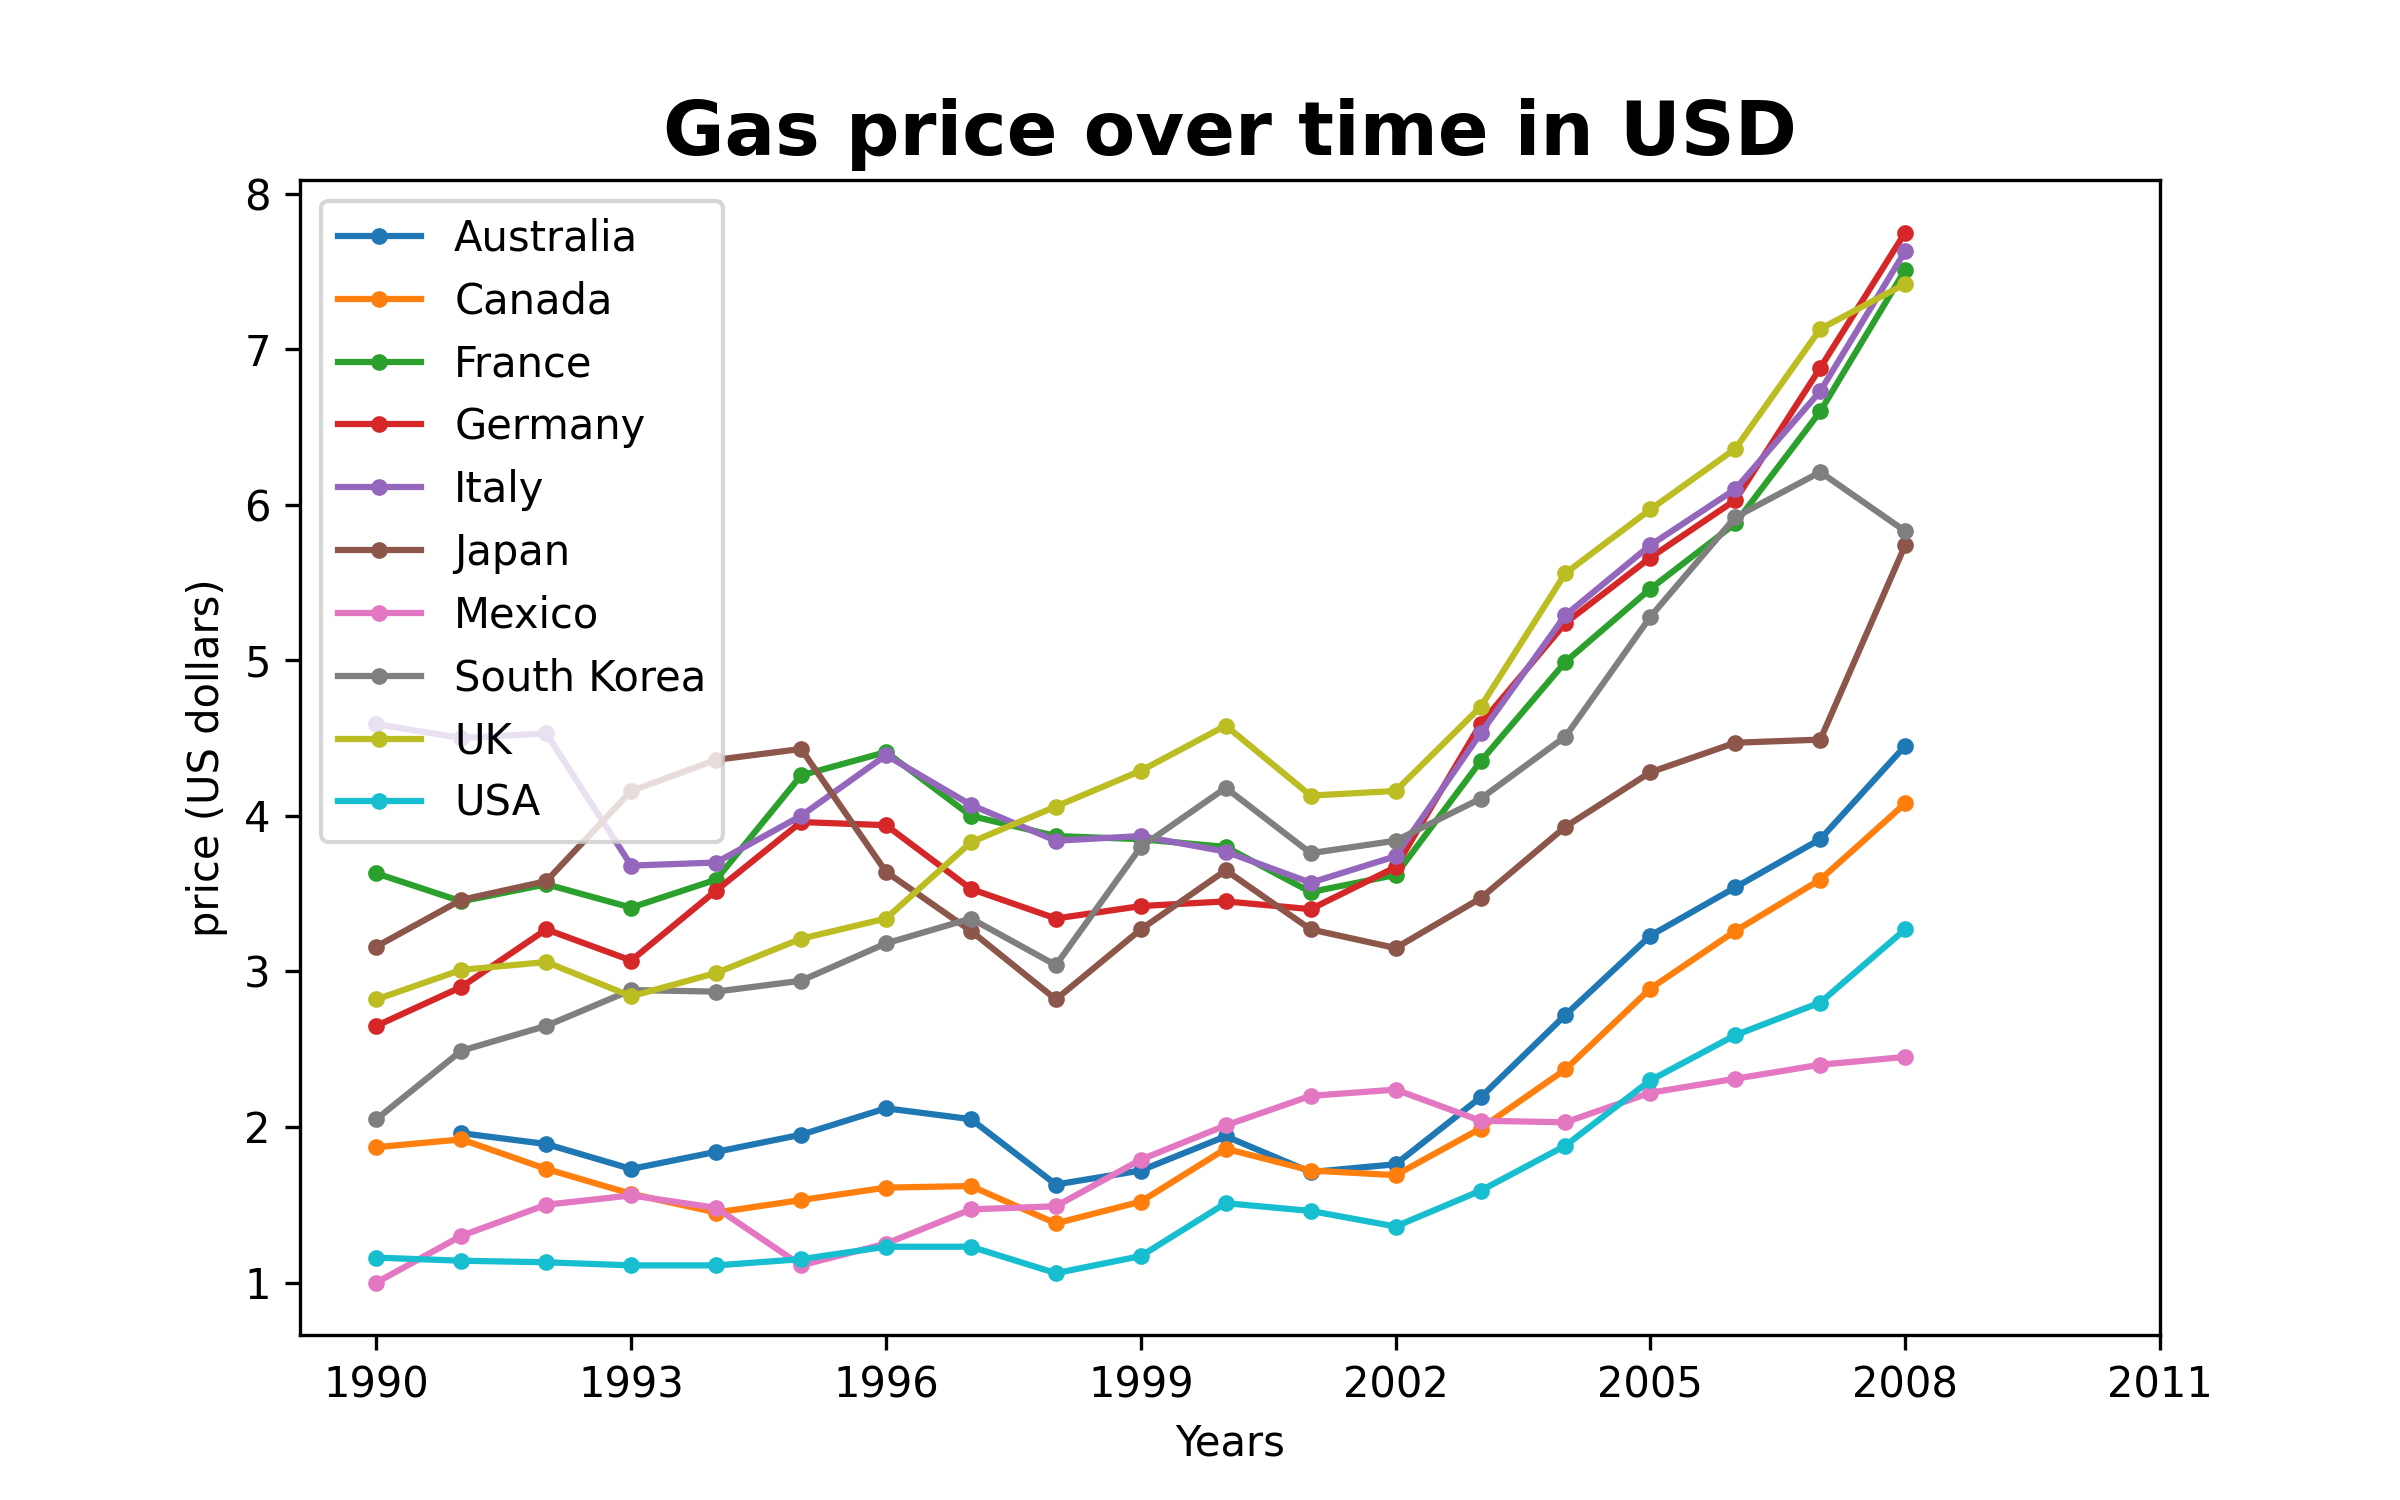 Gas price over time in USD
8
7
6
5
4
3
2
1
price (US dollars)
Australia
Canada
France
Germany
Italy
Japan
Mexico
South Korea
UK
USA
1990 1993 1996 1999 2002 2005 2008 2011
Years